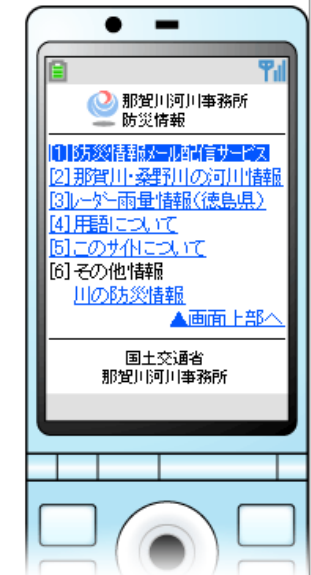 那賀川河川事務所
防災情報
[1]防災情報メール配信サービス
[2]那賀川・桑野川の河川情報
[3]レーダー雨量情報(徳島県)
[4]用語について
[5]このサイトについて
[6]その他情報
川の防災情報
▲画面上部へ
国土交通省
那賀川河川事務所